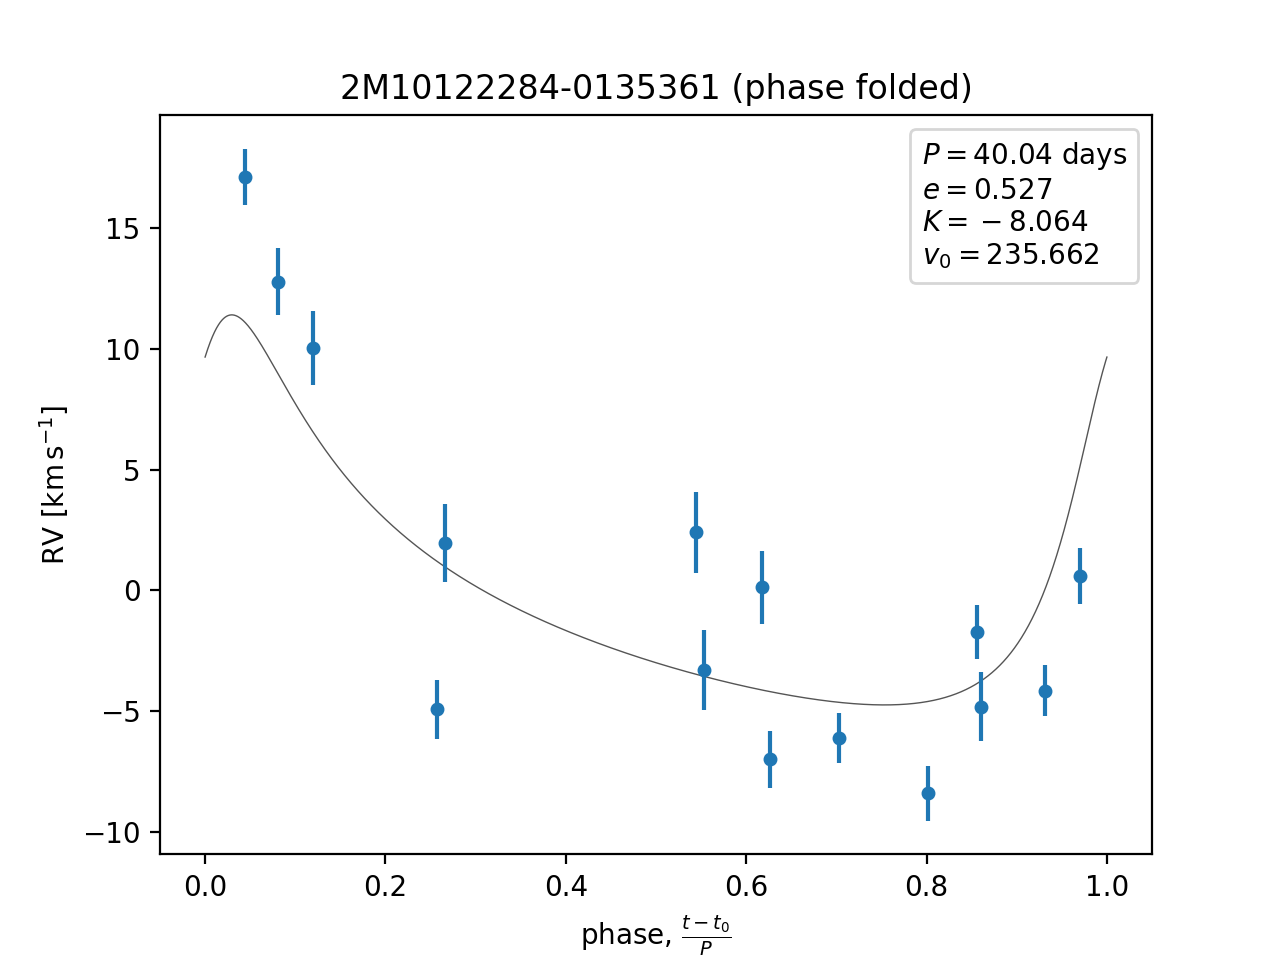 2M10122284-0135361 (phase folded)
P = 40.04 days
e = 0.527
K = − 8.064
v₀ = 235.662
RV [km s⁻¹]
15
10
5
0
−5
−10
0.0 0.2 0.4 0.6 0.8 1.0
phase, (t − t₀)/P